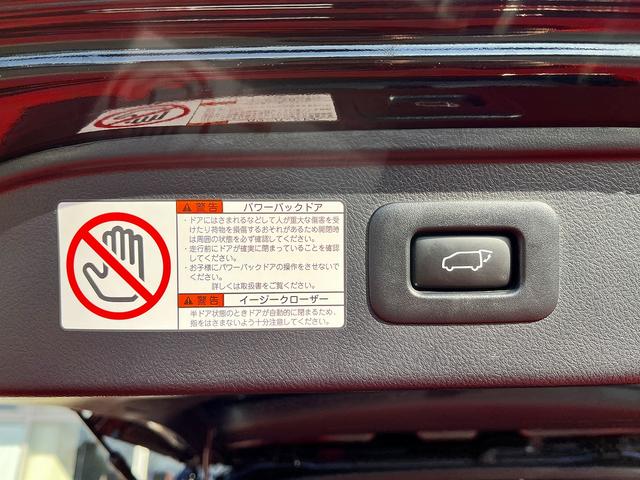 警告 パワーバックドア
・ドアにはさまれるなどして人が重大な傷害を受
けたり荷物を損傷するおそれがあるため開閉時
は周囲の状態を必ず確認してください。
・走行前にドアが確実に閉まっていることを確認
してください。
・お子様にパワーバックドアの操作をさせないで
ください。
詳しくは取扱書をご覧ください。
警告 イージークローザー
半ドア状態のときドアが自動的に閉まるため、
指をはさまないよう十分注意してください。